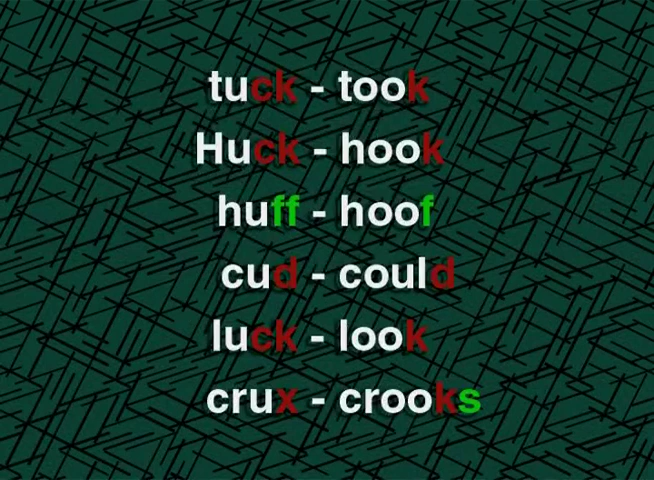 tuck - took
Huck - hook
huff - hoof
cud - could
luck - look
crux - crooks